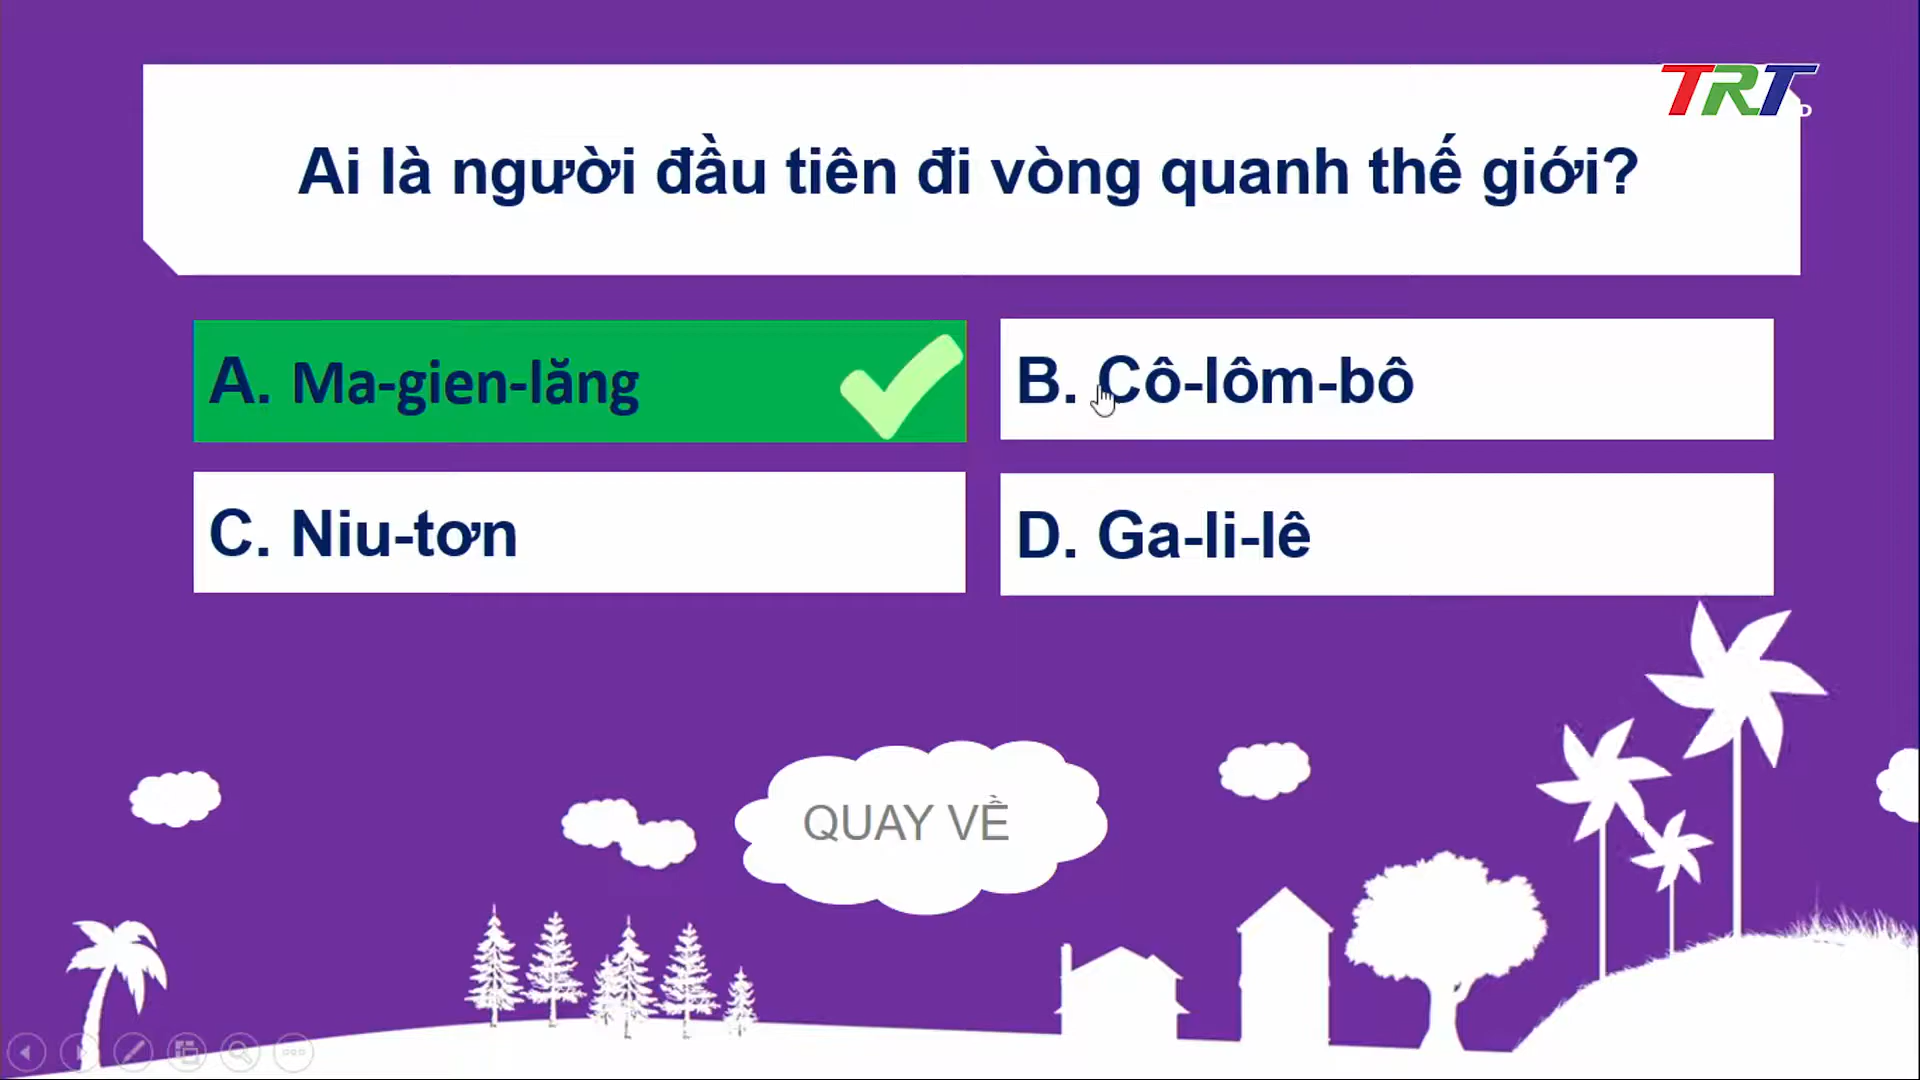 TRT
Ai là người đầu tiên đi vòng quanh thế giới?
A. Ma-gien-lăng
B. Cô-lôm-bô
C. Niu-tơn
D. Ga-li-lê
QUAY VỀ